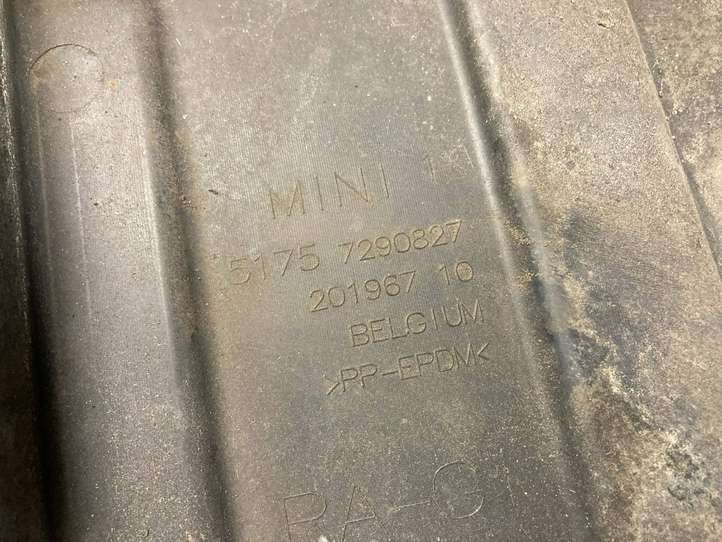 MINI
5175 7290827
201967 10
BELGIUM
>PP-EPDM<